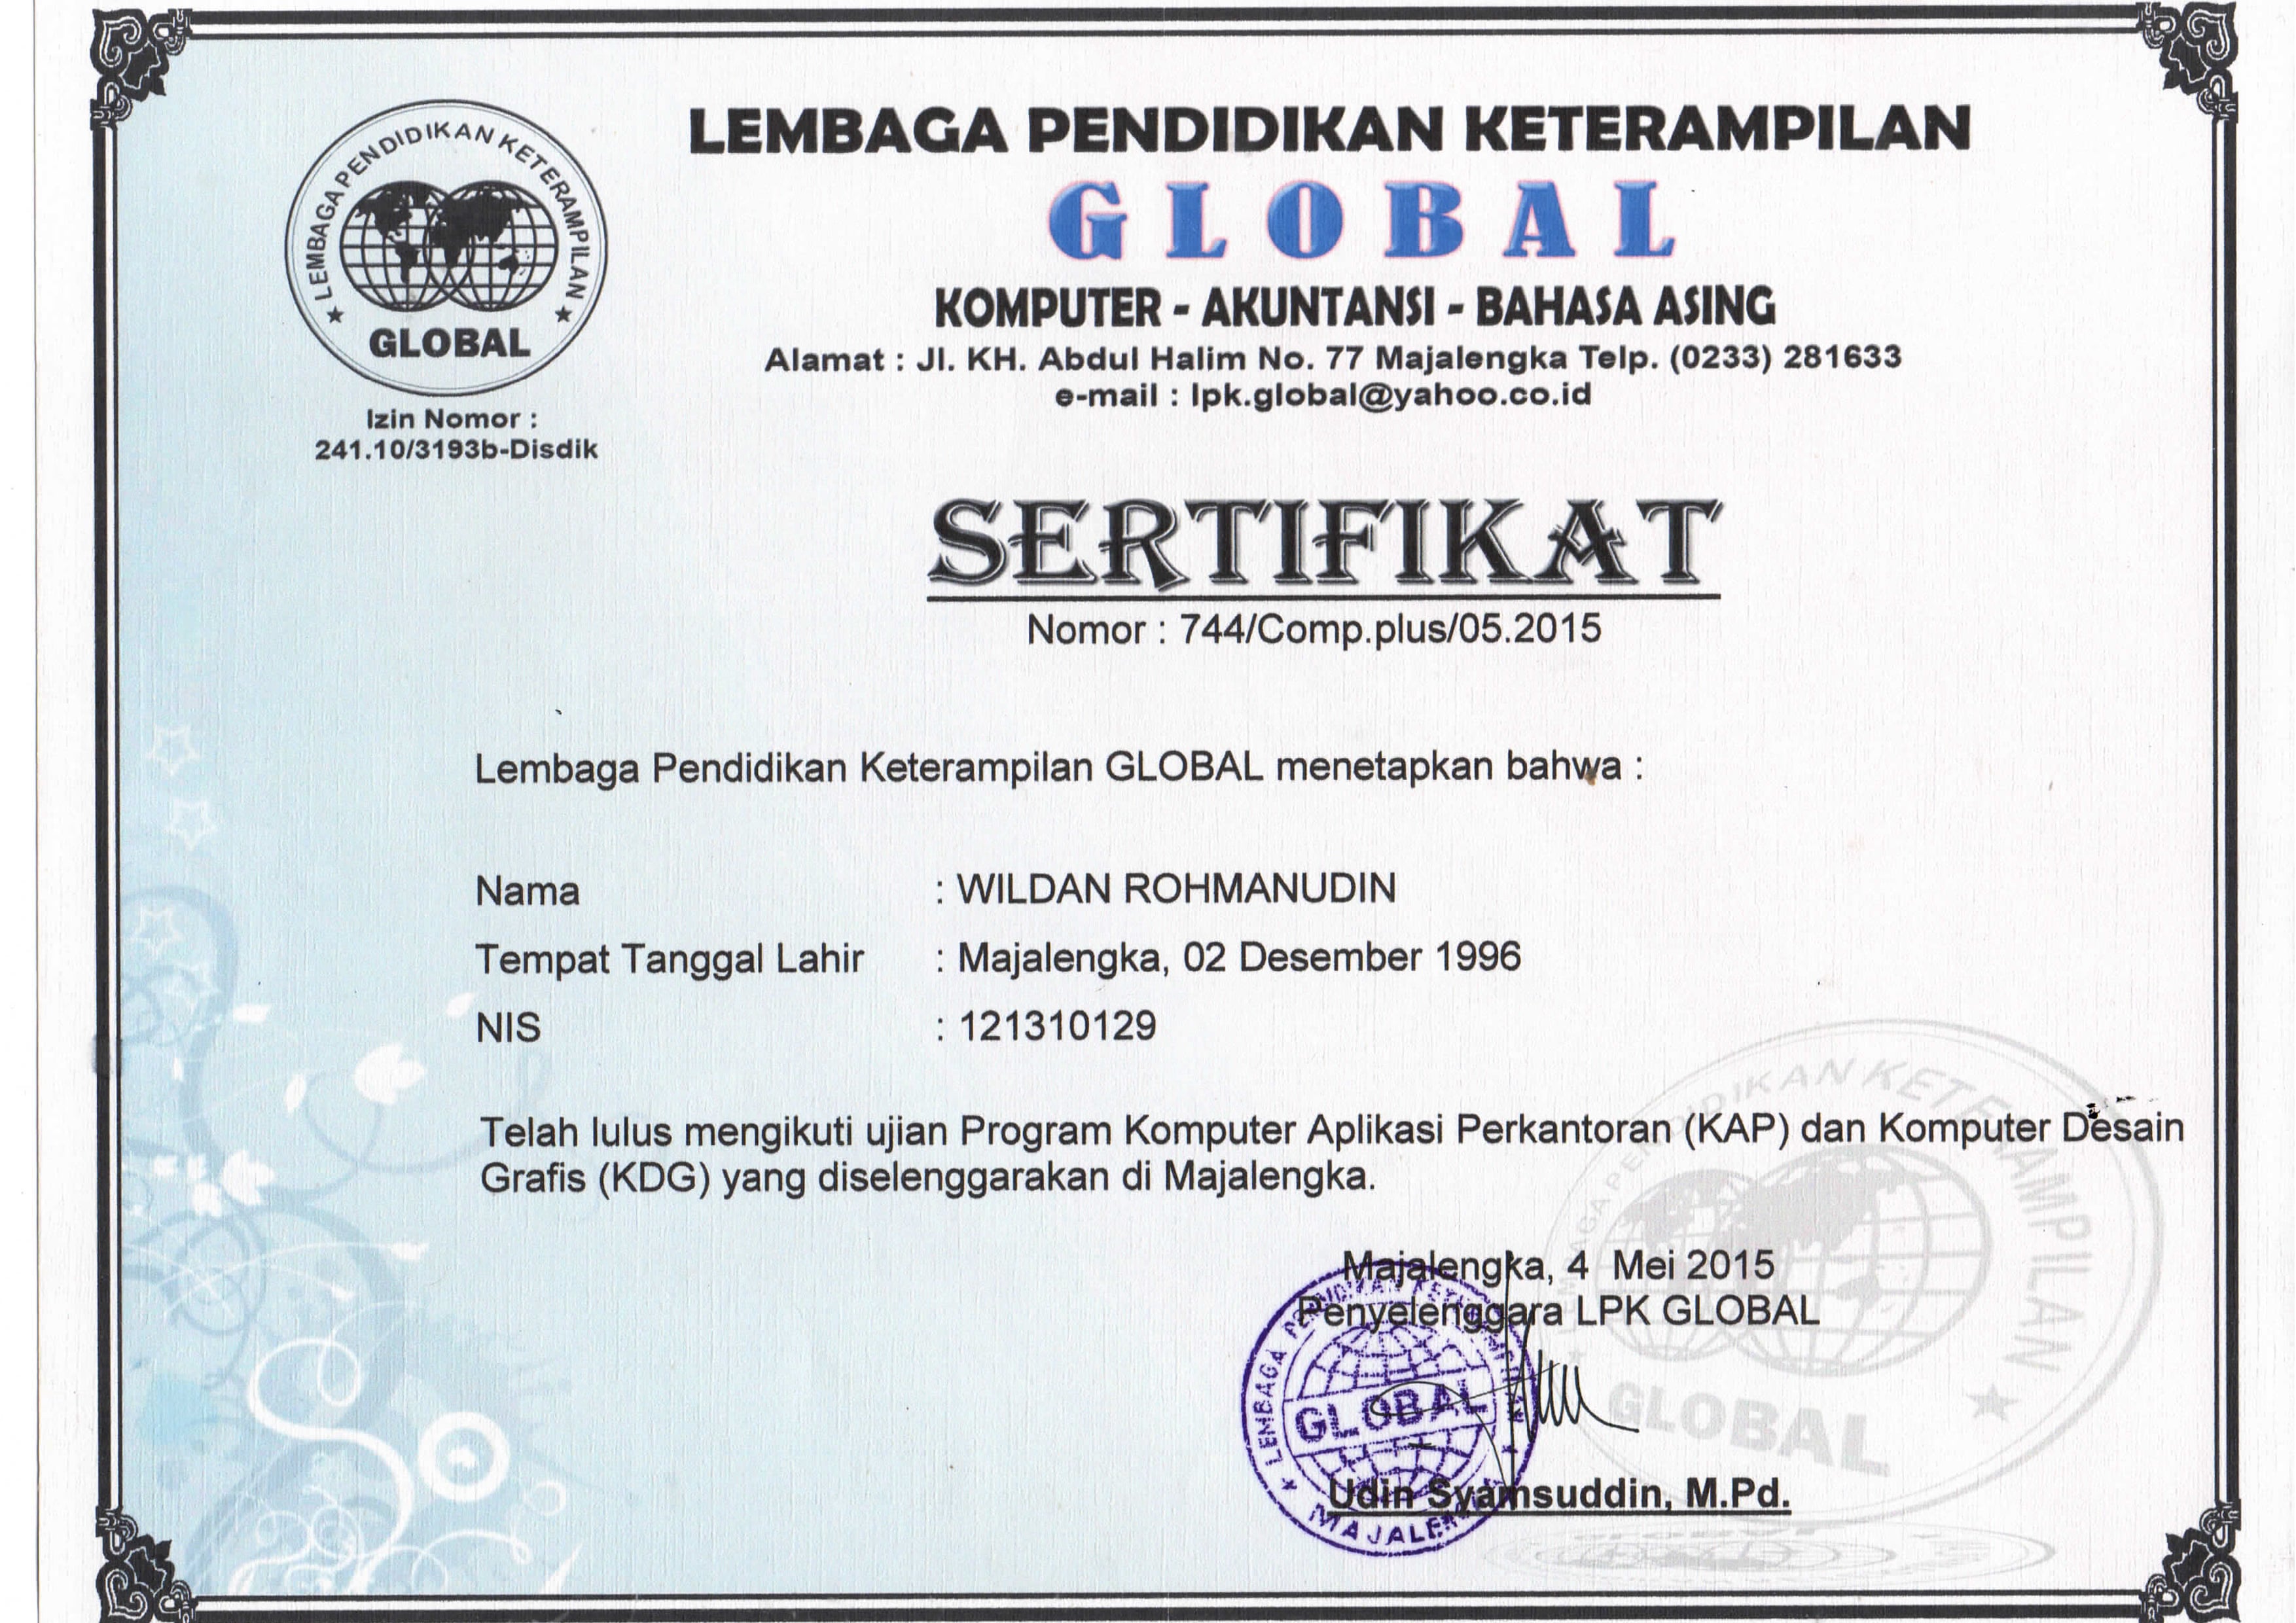 LEMBAGA PENDIDIKAN KETERAMPILAN
GLOBAL
Izin Nomor :
241.10/3193b-Disdik
LEMBAGA PENDIDIKAN KETERAMPILAN
GLOBAL
KOMPUTER - AKUNTANSI - BAHASA ASING
Alamat : Jl. KH. Abdul Halim No. 77 Majalengka Telp. (0233) 281633
e-mail : lpk.global@yahoo.co.id
SERTIFIKAT
Nomor : 744/Comp.plus/05.2015
Lembaga Pendidikan Keterampilan GLOBAL menetapkan bahwa :
Nama : WILDAN ROHMANUDIN
Tempat Tanggal Lahir : Majalengka, 02 Desember 1996
NIS : 121310129
Telah lulus mengikuti ujian Program Komputer Aplikasi Perkantoran (KAP) dan Komputer Desain
Grafis (KDG) yang diselenggarakan di Majalengka.
Majalengka, 4 Mei 2015
Penyelenggara LPK GLOBAL
LEMBAGA PENDIDIKAN
GLOBAL
Udin Syamsuddin, M.Pd.
LEMBAGA PENDIDIKAN KETERAMPILAN
GLOBAL